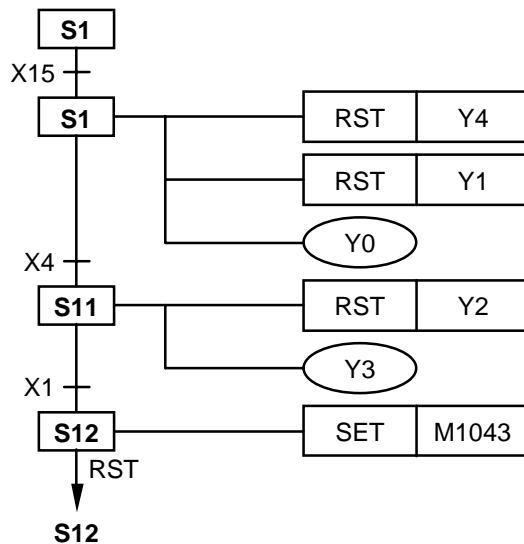 S1
X15
S1
RST Y4
RST Y1
Y0
X4
S11
RST Y2
Y3
X1
S12
SET M1043
RST
S12